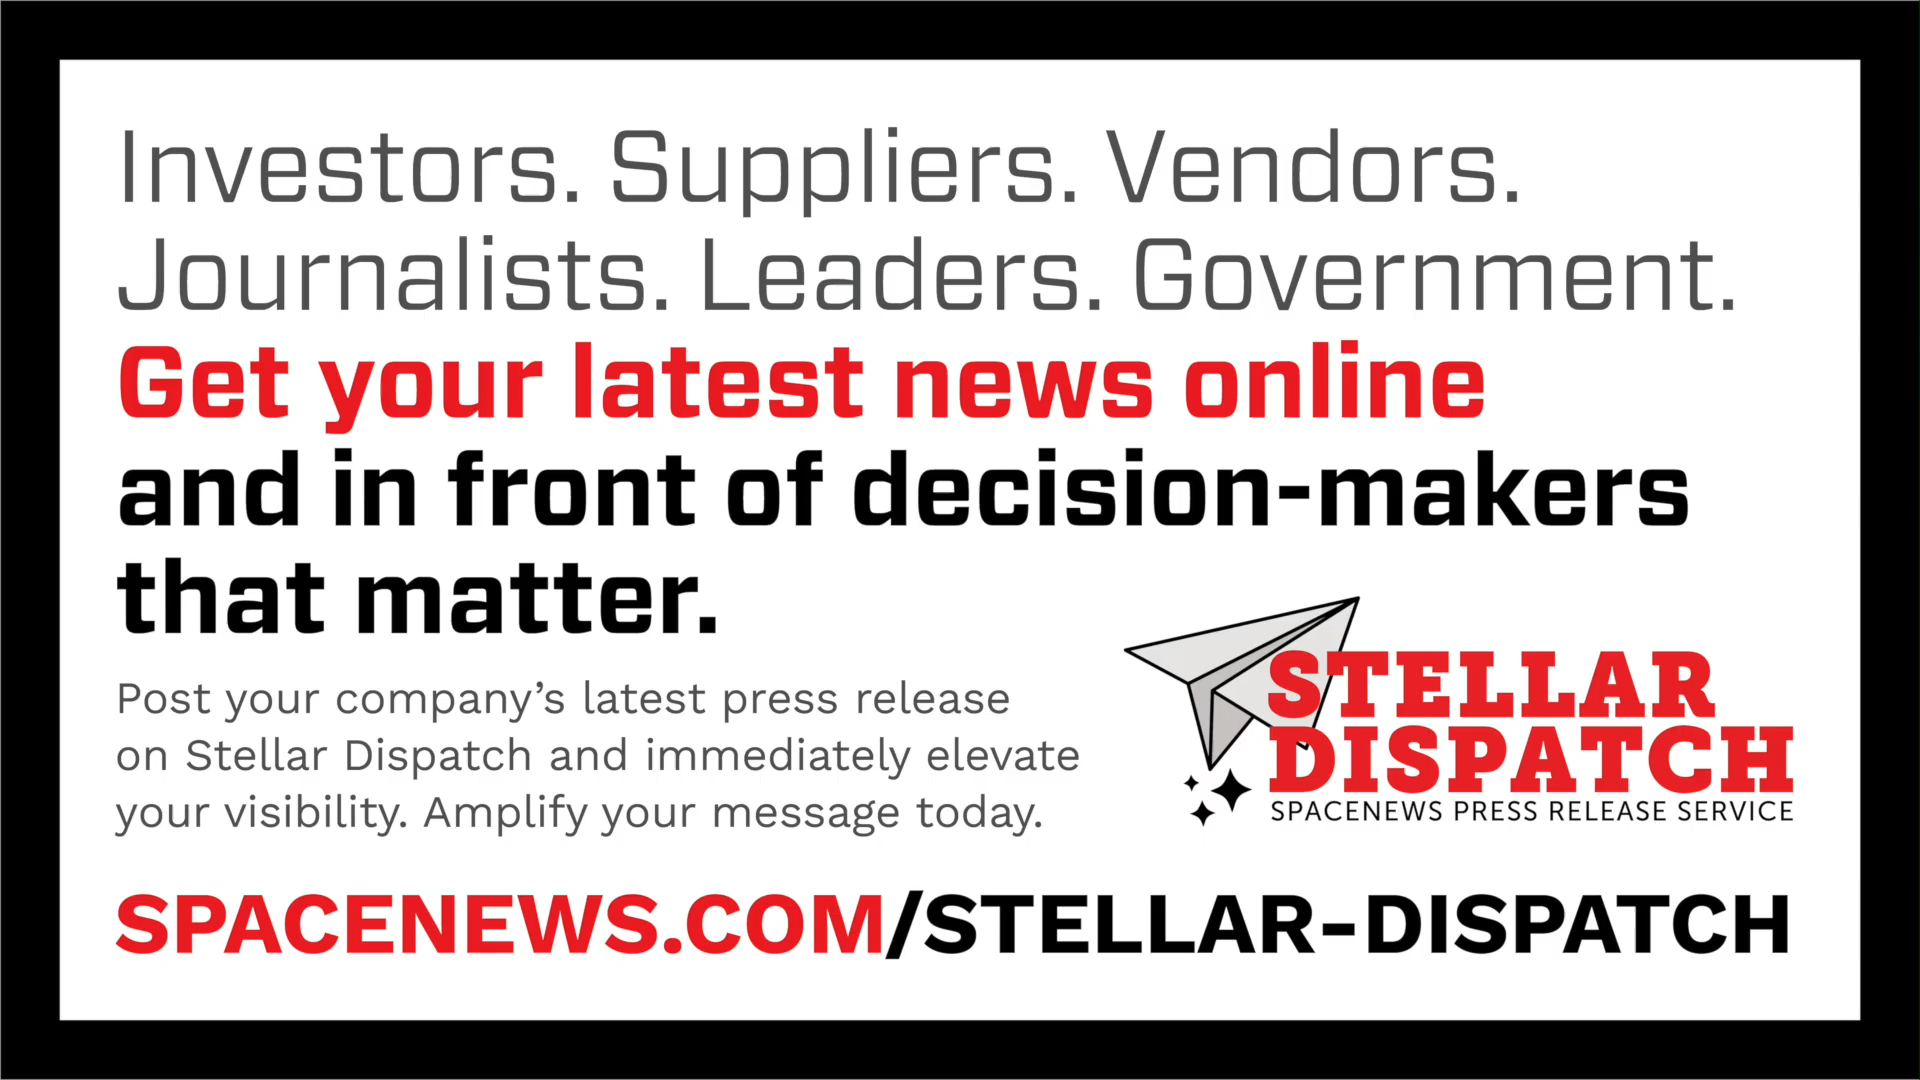 Investors. Suppliers. Vendors.
Journalists. Leaders. Government.
Get your latest news online
and in front of decision-makers
that matter.
Post your company’s latest press release
on Stellar Dispatch and immediately elevate
your visibility. Amplify your message today.
STELLAR
DISPATCH
SPACENEWS PRESS RELEASE SERVICE
SPACENEWS.COM/STELLAR-DISPATCH